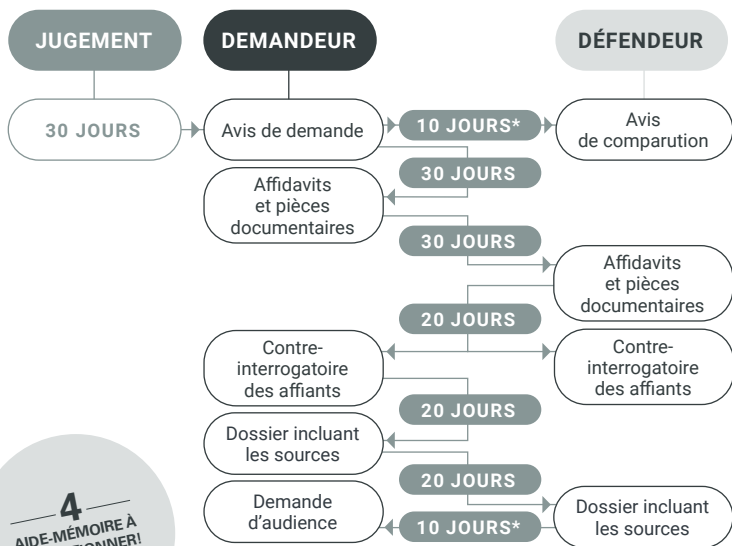 JUGEMENT
DEMANDEUR
DÉFENDEUR
30 JOURS
Avis de demande
10 JOURS*
Avis
de comparution
30 JOURS
Affidavits
et pièces
documentaires
30 JOURS
Affidavits
et pièces
documentaires
20 JOURS
Contre-
interrogatoire
des affiants
Contre-
interrogatoire
des affiants
20 JOURS
Dossier incluant
les sources
20 JOURS
Demande
d'audience
10 JOURS*
Dossier incluant
les sources
4
AIDE-MÉMOIRE À